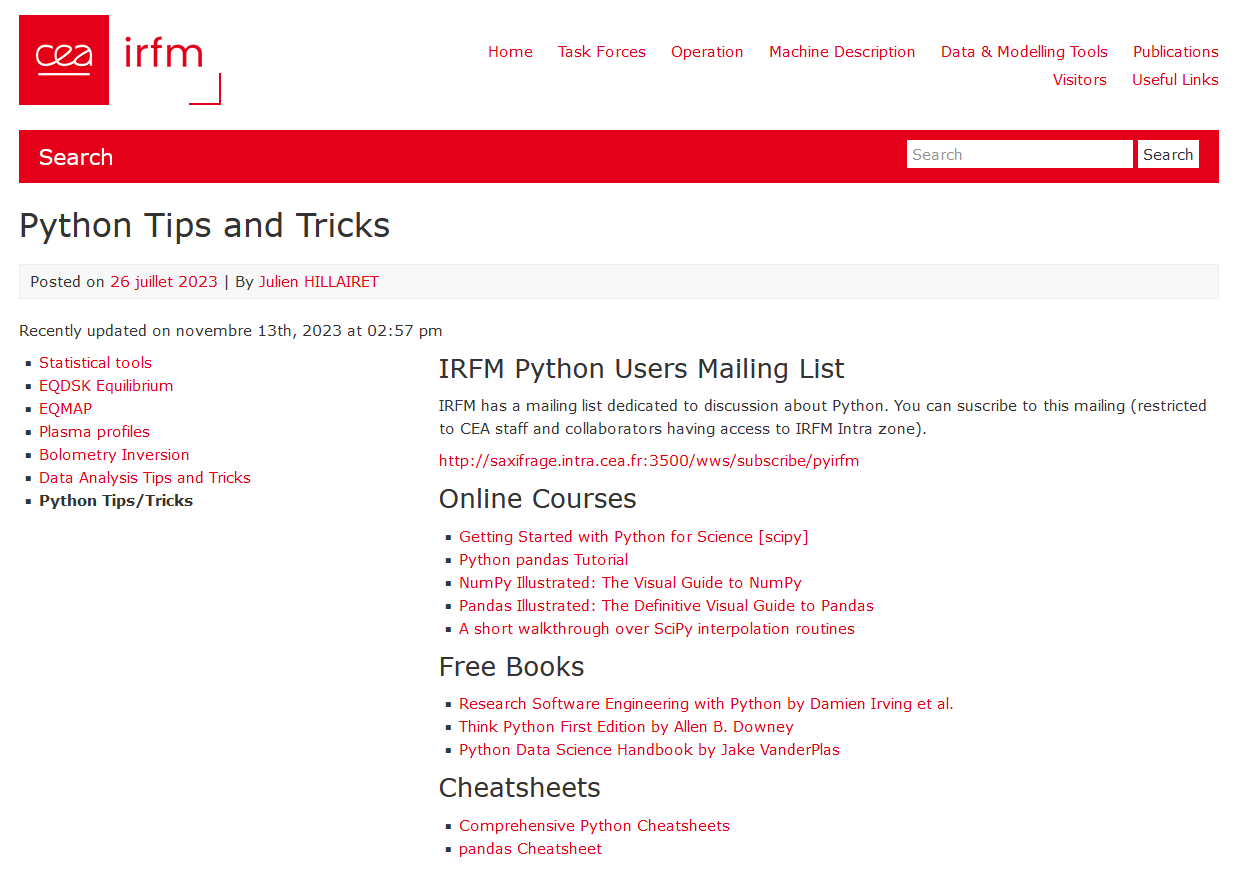 cea irfm
Home Task Forces Operation Machine Description Data & Modelling Tools Publications
Visitors Useful Links
Search
Search Search
Python Tips and Tricks
Posted on 26 juillet 2023 | By Julien HILLAIRET
Recently updated on novembre 13th, 2023 at 02:57 pm
Statistical tools
EQDSK Equilibrium
EQMAP
Plasma profiles
Bolometry Inversion
Data Analysis Tips and Tricks
Python Tips/Tricks
IRFM Python Users Mailing List
IRFM has a mailing list dedicated to discussion about Python. You can suscribe to this mailing (restricted
to CEA staff and collaborators having access to IRFM Intra zone).
http://saxifrage.intra.cea.fr:3500/wws/subscribe/pyirfm
Online Courses
Getting Started with Python for Science [scipy]
Python pandas Tutorial
NumPy Illustrated: The Visual Guide to NumPy
Pandas Illustrated: The Definitive Visual Guide to Pandas
A short walkthrough over SciPy interpolation routines
Free Books
Research Software Engineering with Python by Damien Irving et al.
Think Python First Edition by Allen B. Downey
Python Data Science Handbook by Jake VanderPlas
Cheatsheets
Comprehensive Python Cheatsheets
pandas Cheatsheet